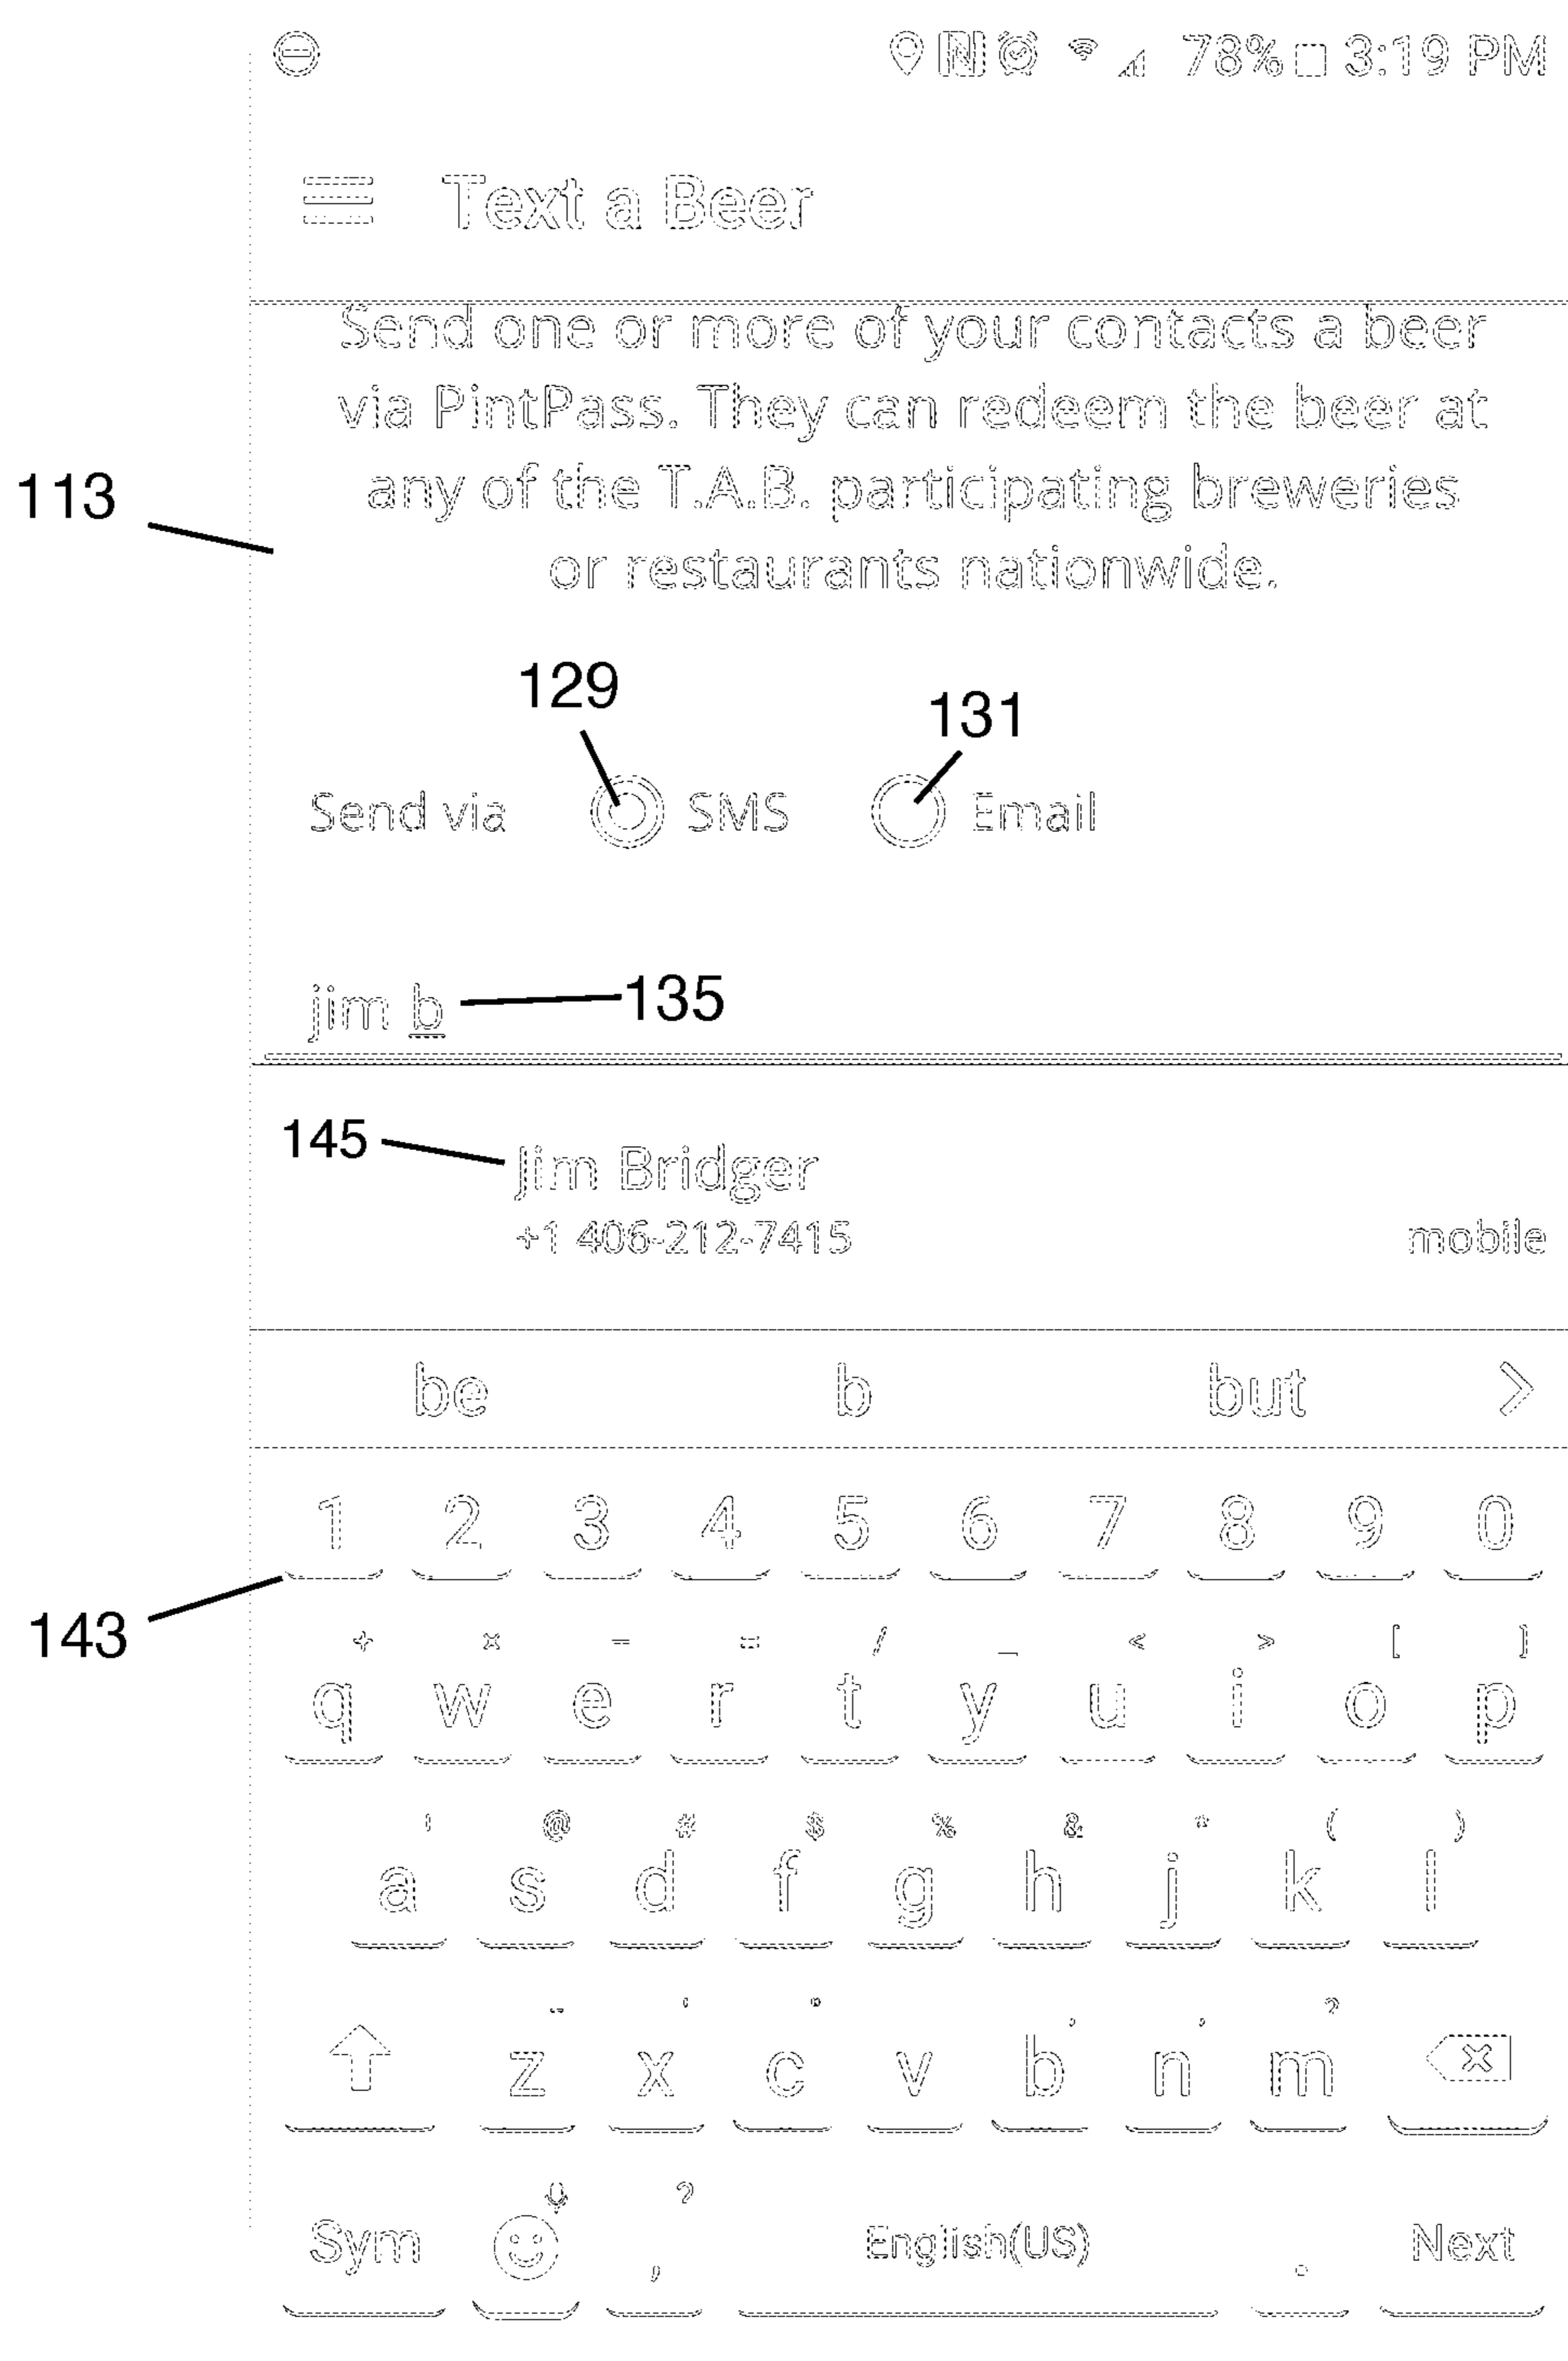 78% 3:19 PM
Text a Beer
Send one or more of your contacts a beer
via PintPass. They can redeem the beer at
any of the T.A.B. participating breweries
or restaurants nationwide.
113
129
131
Send via SMS Email
jim b
135
145
Jim Bridger
+1 406-212-7415 mobile
be b but >
1 2 3 4 5 6 7 8 9 0
143
+ × − = / _ < > [ ]
q w e r t y u i o p
@ # $ % & * ( )
a s d f g h j k l
?
z x c v b n m
?
Sym , English(US) . Next